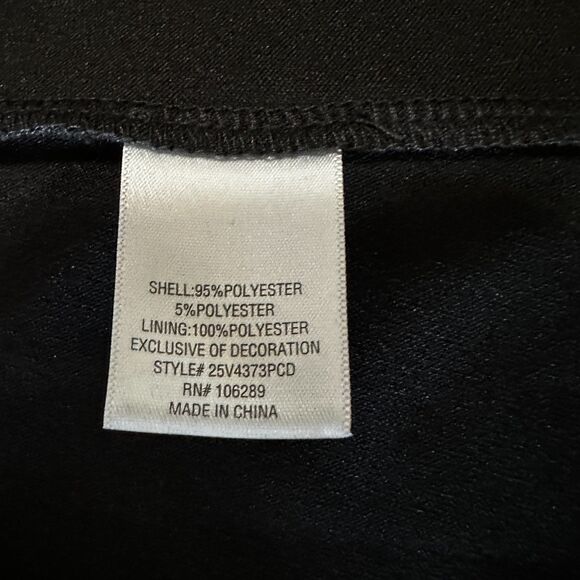 SHELL:95%POLYESTER
5%POLYESTER
LINING:100%POLYESTER
EXCLUSIVE OF DECORATION
STYLE# 25V4373PCD
RN# 106289
MADE IN CHINA